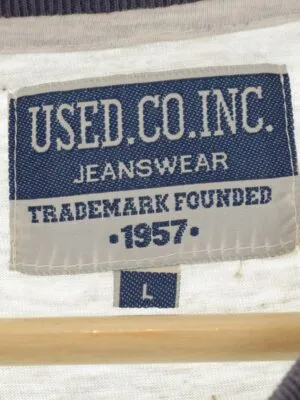 USED.CO.INC.
JEANSWEAR
TRADEMARK FOUNDED
·1957·
L